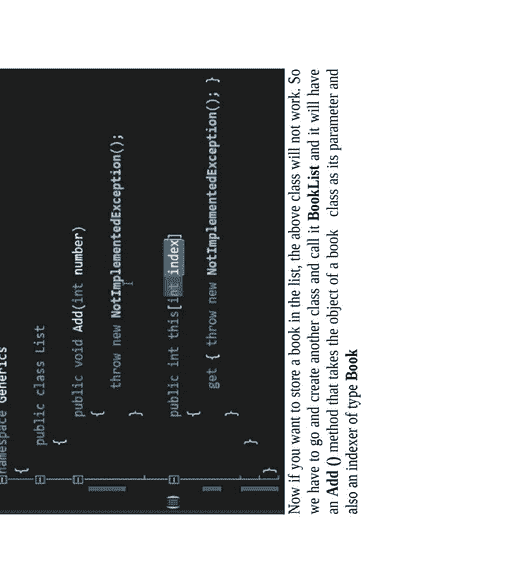 namespace Generics
{
public class List
{
public void Add(int number)
{
throw new NotImplementedException();
}
public int this[int index]
{
get { throw new NotImplementedException(); }
}
}
}
Now if you want to store a book in the list, the above class will not work. So
we have to go and create another class and call it BookList and it will have
an Add () method that takes the object of a book class as its parameter and
also an indexer of type Book